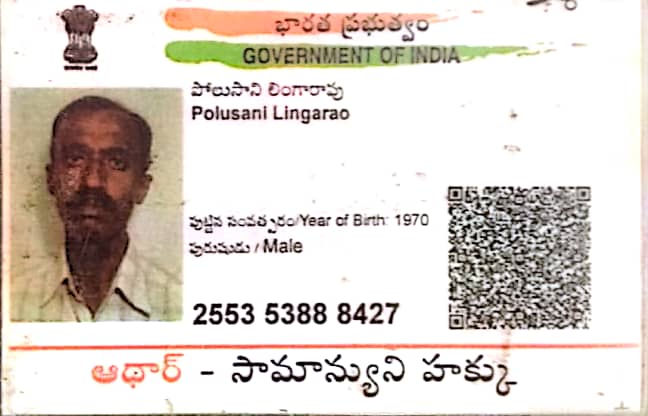 భారత ప్రభుత్వం
GOVERNMENT OF INDIA
పోలుసాని లింగారావు
Polusani Lingarao
పుట్టిన సంవత్సరం/Year of Birth: 1970
పురుషుడు / Male
2553 5388 8427
ఆధార్ - సామాన్యుని హక్కు